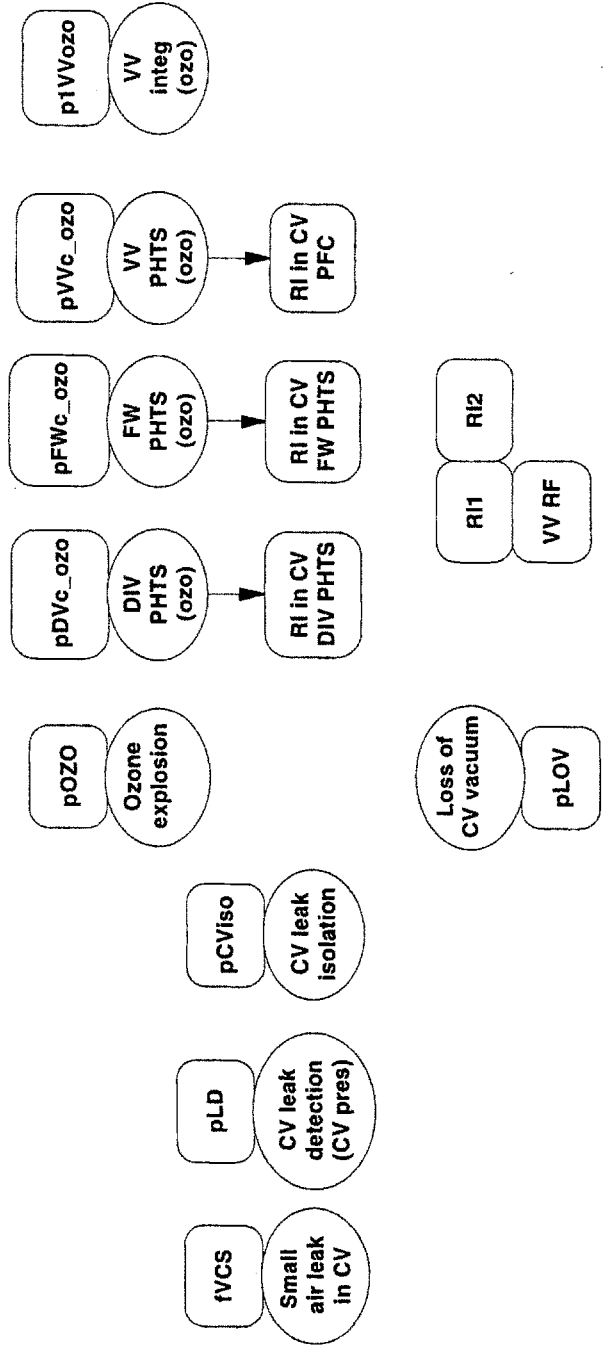 fVCS
Small
air leak
in CV
pLD
CV leak
detection
(CV pres)
pCViso
CV leak
isolation
pOZO
Ozone
explosion
pDVc_ozo
DIV
PHTS
(ozo)
RI in CV
DIV PHTS
pFWc_ozo
FW
PHTS
(ozo)
RI in CV
FW PHTS
pVVc_ozo
VV
PHTS
(ozo)
RI in CV
PFC
p1VVozo
VV
integ
(ozo)
Loss of
CV vacuum
pLOV
RI1
RI2
VV RF